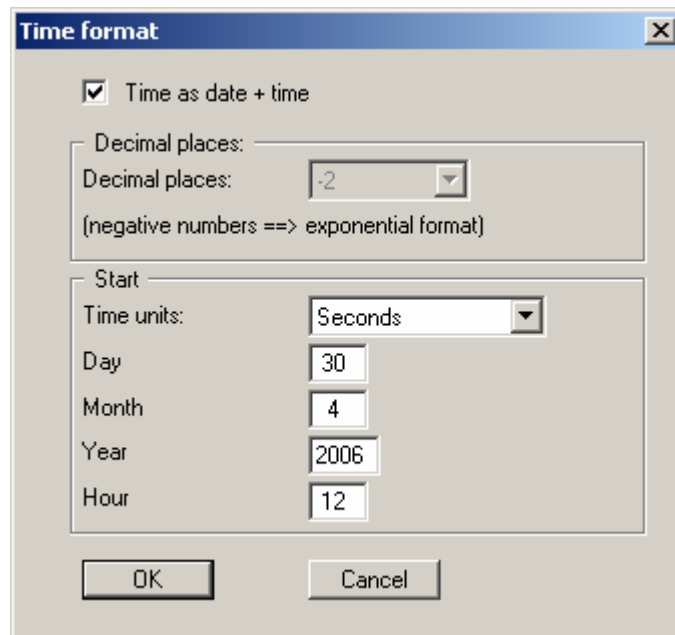 Time format
Time as date + time
Decimal places:
Decimal places: -2
(negative numbers ==> exponential format)
Start
Time units: Seconds
Day 30
Month 4
Year 2006
Hour 12
OK Cancel